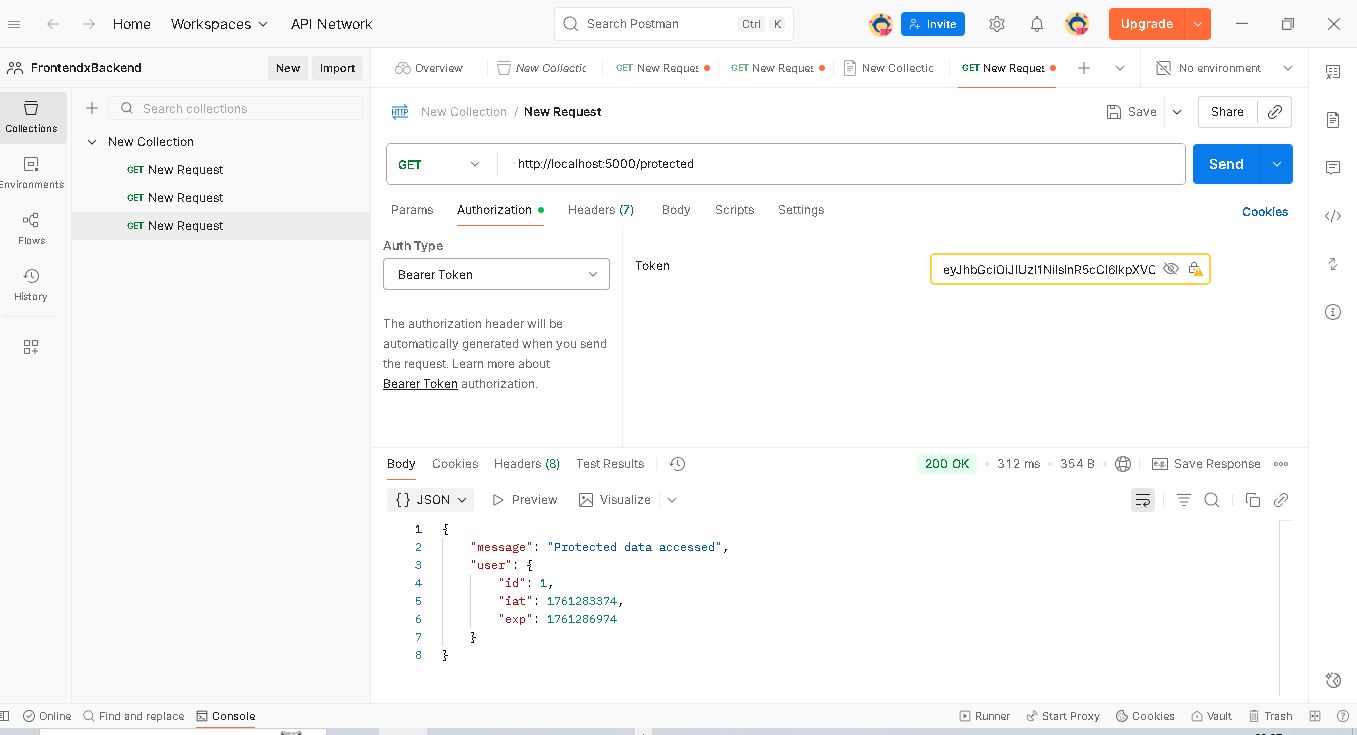 Home Workspaces API Network Search Postman Ctrl K Invite Upgrade
FrontendxBackend New Import
Overview New Collectic GET New Reques GET New Reques New Collectic GET New Reques No environment
Collections
Environments
Flows
History
Search collections
New Collection
GET New Request
GET New Request
GET New Request
HTTP New Collection / New Request Save Share
GET http://localhost:5000/protected Send
Params Authorization Headers (7) Body Scripts Settings Cookies
Auth Type
Bearer Token
The authorization header will be
automatically generated when you send
the request. Learn more about
Bearer Token authorization.
Token
Body Cookies Headers (8) Test Results 200 OK 312 ms 354 B Save Response
{} JSON Preview Visualize
1 {
2 "message": "Protected data accessed",
3 "user": {
4 "id": 1,
5 "iat": 1761283374,
6 "exp": 1761286974
7 }
8 }
Online Find and replace Console Runner Start Proxy Cookies Vault Trash